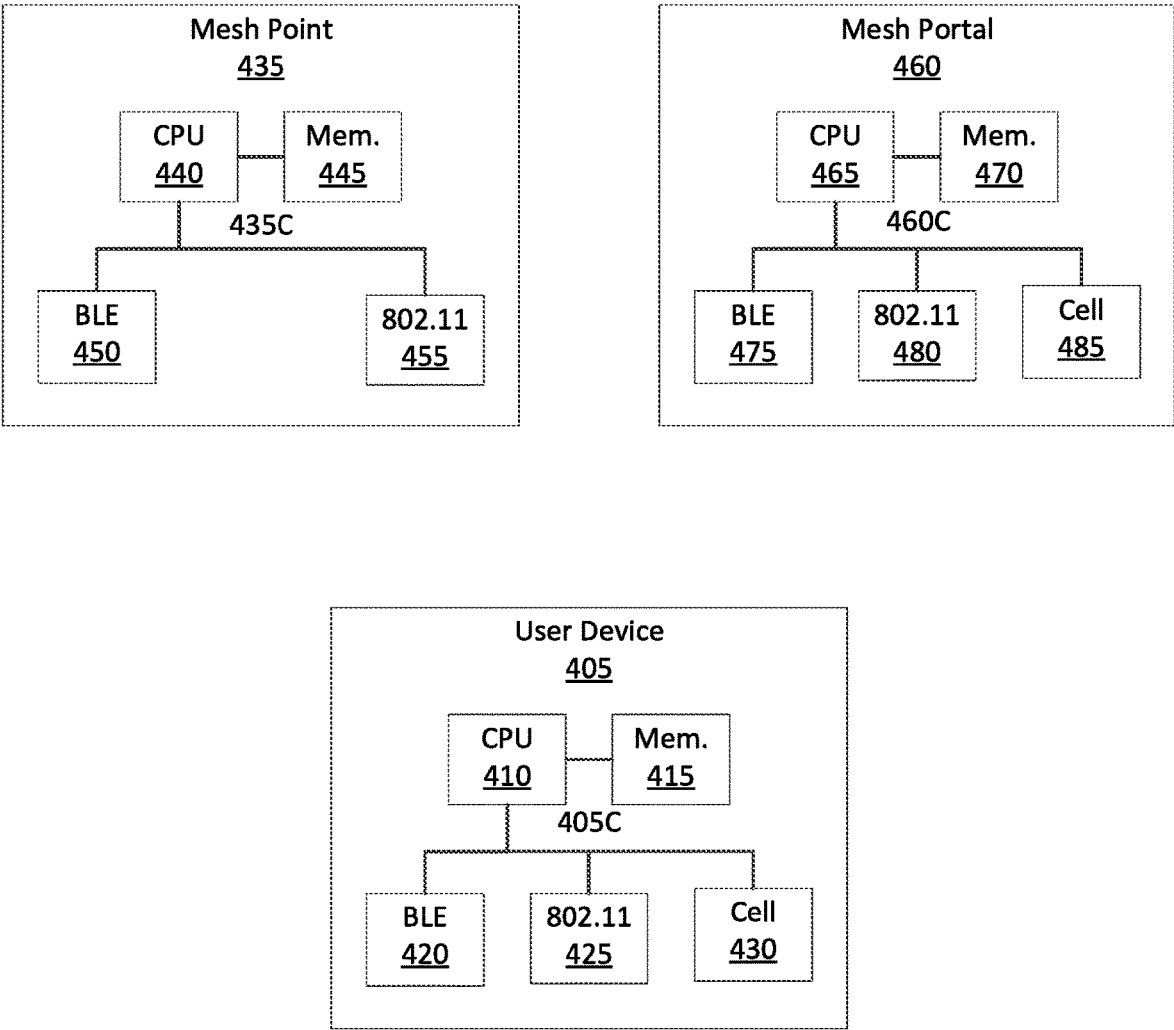 Mesh Point
435
CPU
440
Mem.
445
435C
BLE
450
802.11
455
Mesh Portal
460
CPU
465
Mem.
470
460C
BLE
475
802.11
480
Cell
485
User Device
405
CPU
410
Mem.
415
405C
BLE
420
802.11
425
Cell
430